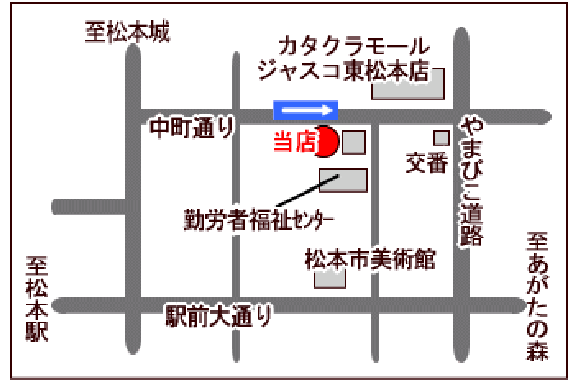 至松本城
カタクラモール
ジャスコ東松本店
中町通り
当店
交番
やまびこ道路
勤労者福祉センター
松本市美術館
至松本駅
駅前大通り
至あがたの森